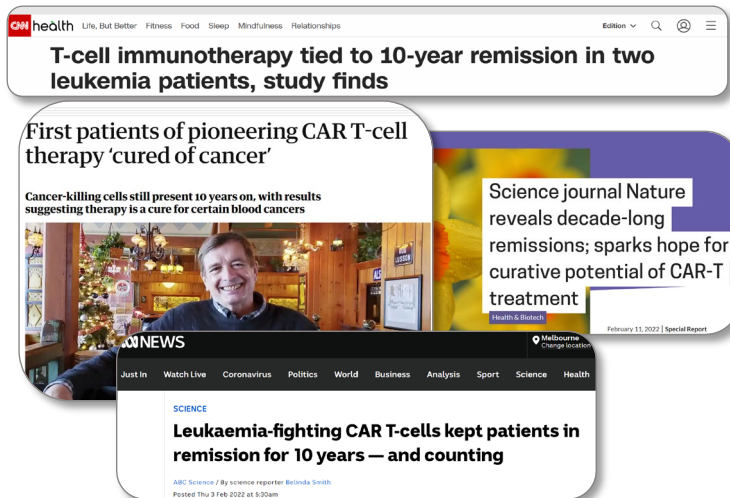 CNN health Life, But Better Fitness Food Sleep Mindfulness Relationships Edition
T-cell immunotherapy tied to 10-year remission in two
leukemia patients, study finds
First patients of pioneering CAR T-cell
therapy ‘cured of cancer’
Cancer-killing cells still present 10 years on, with results
suggesting therapy is a cure for certain blood cancers
Science journal Nature
reveals decade-long
remissions; sparks hope for
curative potential of CAR-T
treatment
Health & Biotech
February 11, 2022 | Special Report
NEWS
Melbourne
Change location
Just In Watch Live Coronavirus Politics World Business Analysis Sport Science Health
SCIENCE
Leukaemia-fighting CAR T-cells kept patients in
remission for 10 years — and counting
ABC Science / By science reporter Belinda Smith
Posted Thu 3 Feb 2022 at 5:30am